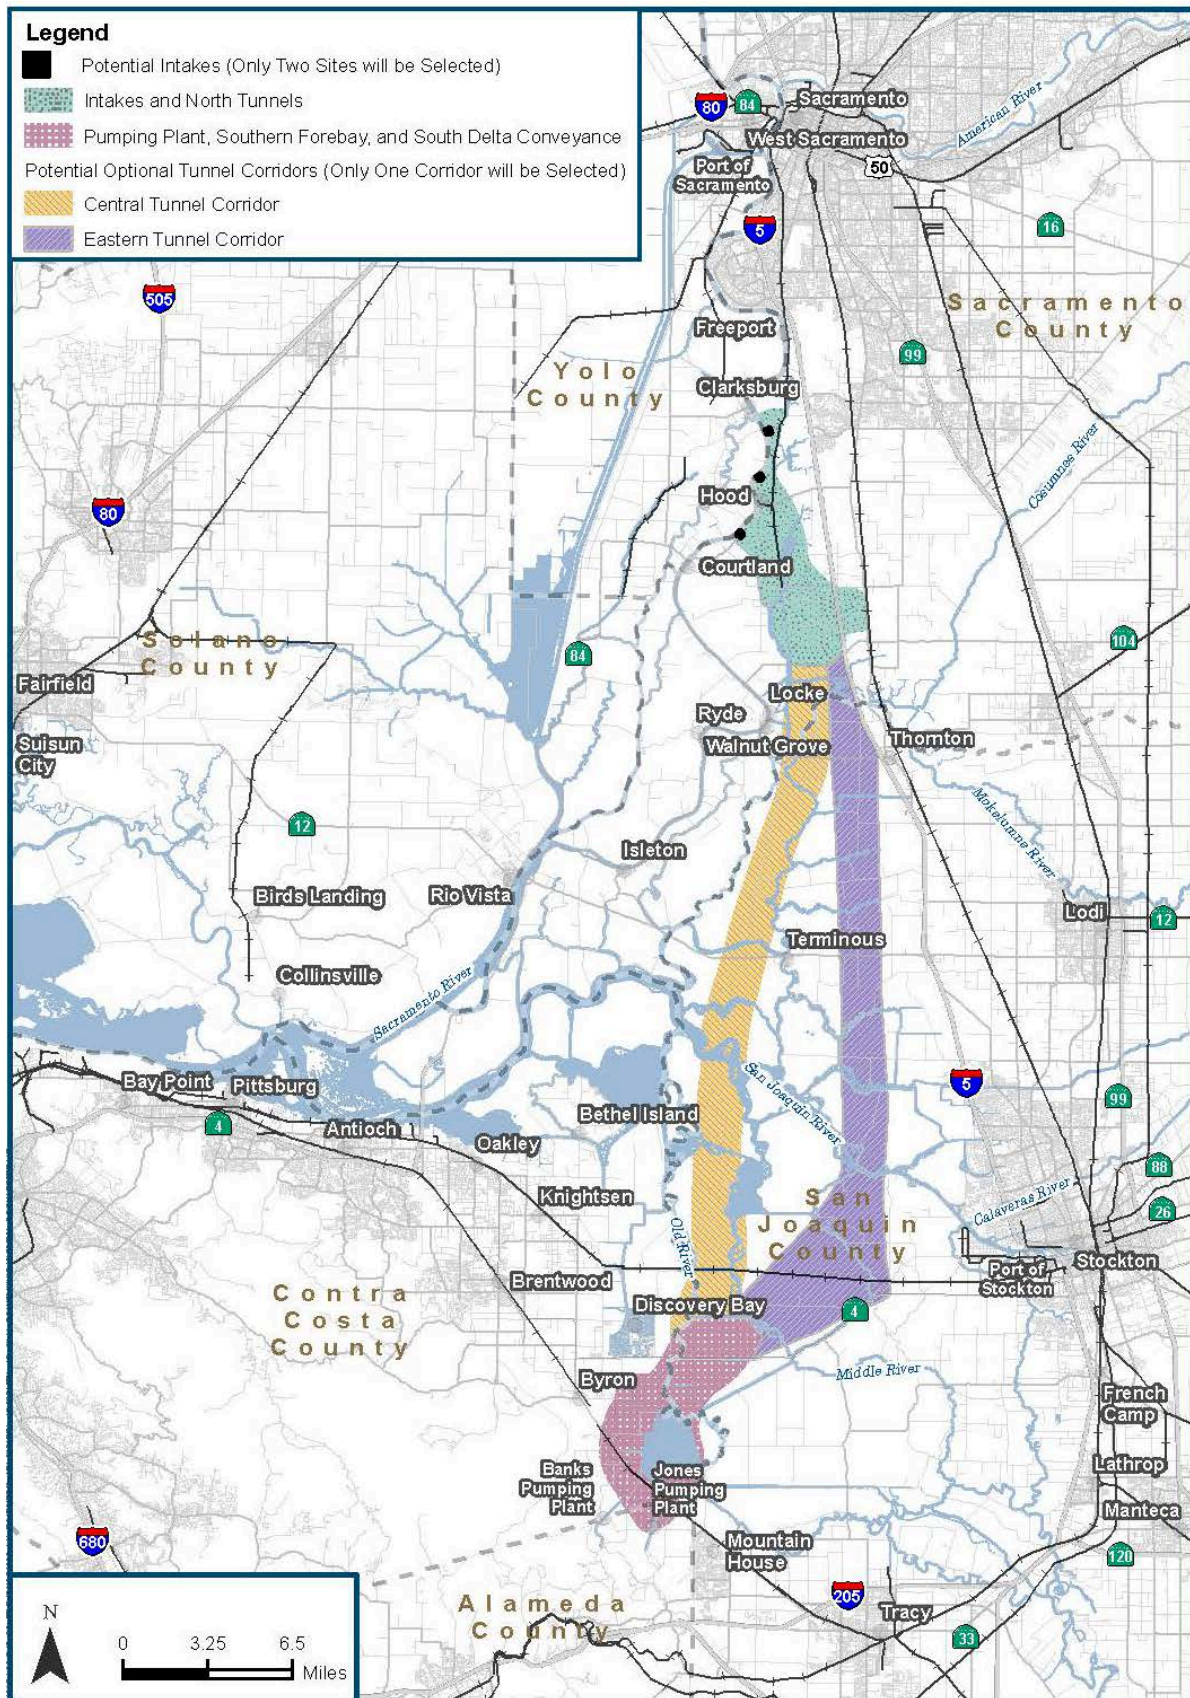 Legend
Potential Intakes (Only Two Sites will be Selected)
Intakes and North Tunnels
Pumping Plant, Southern Forebay, and South Delta Conveyance
Potential Optional Tunnel Corridors (Only One Corridor will be Selected)
Central Tunnel Corridor
Eastern Tunnel Corridor
80
84
Sacramento
American River
West Sacramento
Port of
Sacramento
50
5
16
505
Sacramento
County
Freeport
99
Yolo
County
Clarksburg
Cosumnes River
80
Hood
Courtland
Solano
County
84
104
Fairfield
Locke
Ryde
Suisun
City
Walnut Grove
Thornton
Mokelumne River
12
Isleton
Birds Landing
Rio Vista
Lodi
12
Terminous
Collinsville
Sacramento River
Bay Point
Pittsburg
San Joaquin River
5
99
4
Antioch
Bethel Island
Oakley
88
Knightsen
San
Joaquin
County
Calaveras River
26
Old River
Stockton
Port of
Stockton
Brentwood
Contra
Costa
County
Discovery Bay
4
Byron
Middle River
French
Camp
Banks
Pumping
Plant
Jones
Pumping
Plant
Lathrop
Manteca
680
Mountain
House
120
205
Alameda
County
Tracy
33
N
0
3.25
6.5
Miles